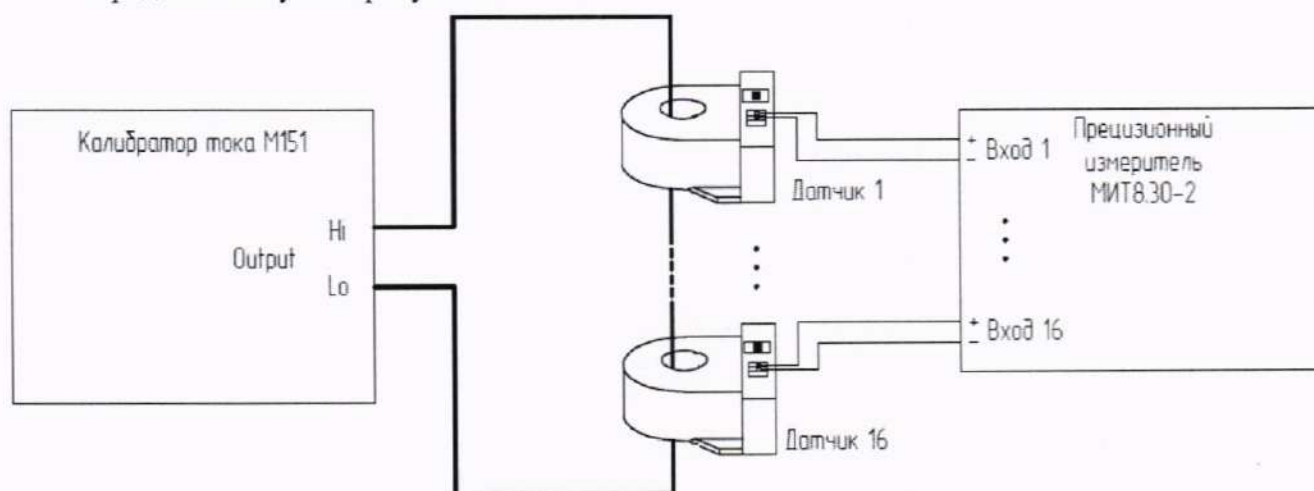 Калибратор тока М151
Hi
Output
Lo
Датчик 1
+
Вход 1
−
Прецизионный
измеритель
МИТ8.30-2
Датчик 16
+
Вход 16
−